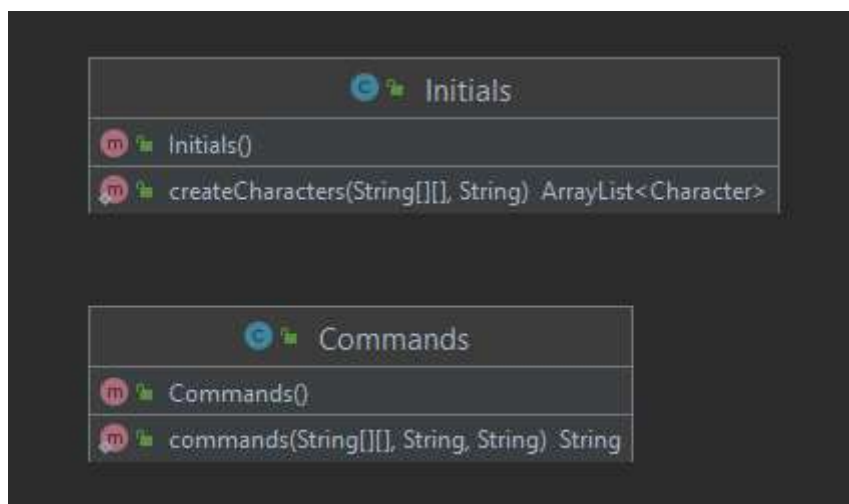 Initials
Initials()
createCharacters(String[][], String) ArrayList<Character>
Commands
Commands()
commands(String[][], String, String) String